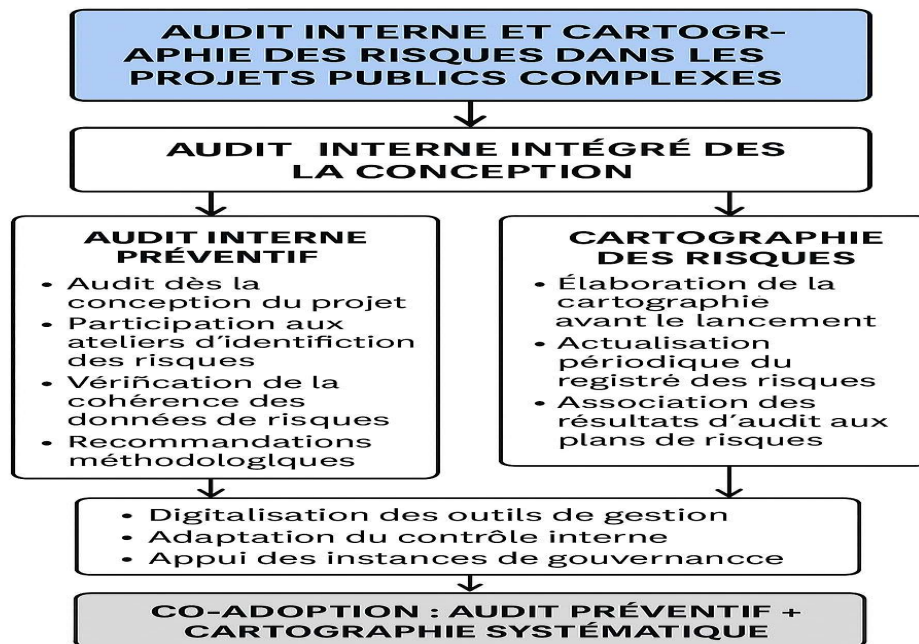 AUDIT INTERNE ET CARTOGR-
APHIE DES RISQUES DANS LES
PROJETS PUBLICS COMPLEXES
AUDIT INTERNE INTÉGRÉ DES
LA CONCEPTION
AUDIT INTERNE
PRÉVENTIF
• Audit dès la
conception du projet
• Participation aux
ateliers d'identifiction
des risques
• Vérification de la
cohérence des
données de risques
• Recommandations
méthodologlques
CARTOGRAPHIE
DES RISQUES
• Élaboration de la
cartographie
avant le lancement
• Actualisation
périodique du
registré des risques
• Association des
résultats d'audit aux
plans de risques
• Digitalisation des outils de gestion
• Adaptation du contrôle interne
• Appui des instances de gouvernancce
CO-ADOPTION : AUDIT PRÉVENTIF +
CARTOGRAPHIE SYSTÉMATIQUE